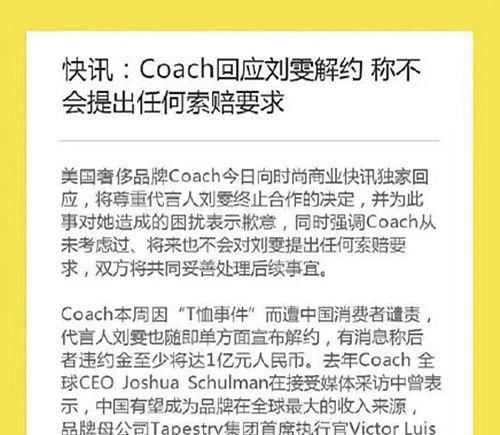 快讯：Coach回应刘雯解约 称不
会提出任何索赔要求
美国奢侈品牌Coach今日向时尚商业快讯独家回
应，将尊重代言人刘雯终止合作的决定，并为此
事对她造成的困扰表示歉意，同时强调Coach从
未考虑过、将来也不会对刘雯提出任何索赔要
求，双方将共同妥善处理后续事宜。
Coach本周因“T恤事件”而遭中国消费者谴责，
代言人刘雯也随即单方面宣布解约，有消息称后
者违约金至少将达1亿元人民币。去年Coach 全
球CEO Joshua Schulman在接受媒体采访中曾表
示，中国有望成为品牌在全球最大的收入来源，
品牌母公司Tapestry集团首席执行官Victor Luis